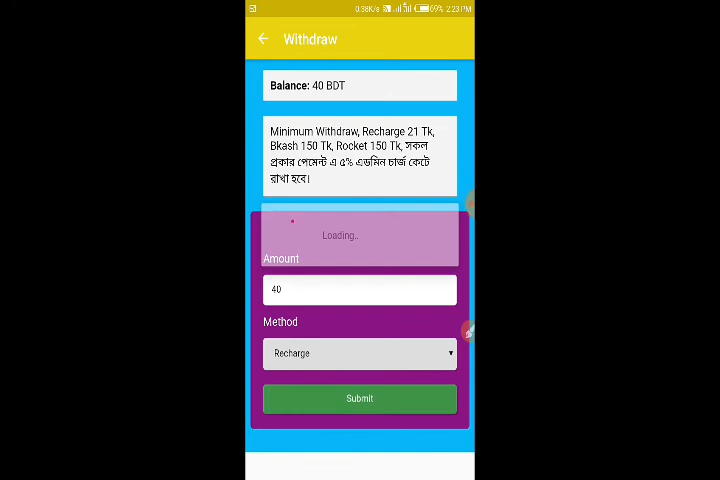 0.38K/s 69% 2:23 PM
Withdraw
Balance: 40 BDT
Minimum Withdraw, Recharge 21 Tk,
Bkash 150 Tk, Rocket 150 Tk, সকল
প্রকার পেমেন্ট এ ৫% এডমিন চার্জ কেটে
রাখা হবে।
Loading..
Amount
40
Method
Recharge
Submit